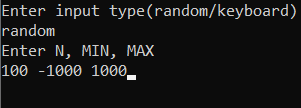 Enter input type(random/keyboard)
random
Enter N, MIN, MAX
100 -1000 1000